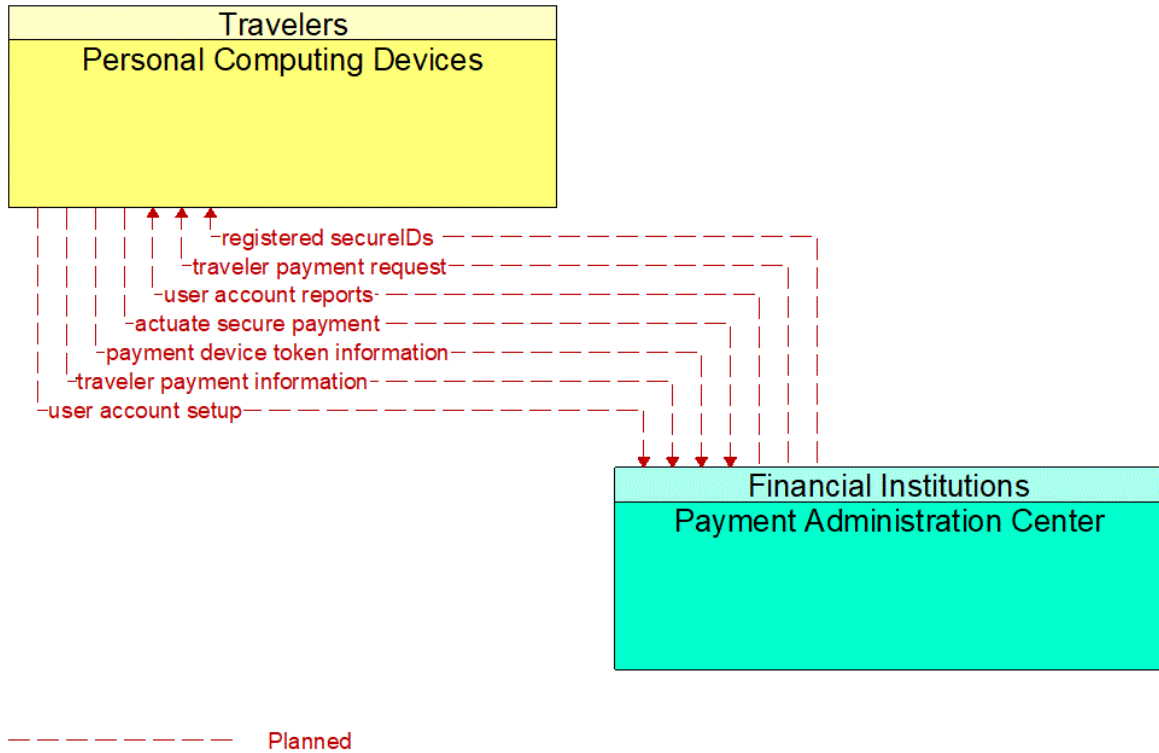 Travelers
Personal Computing Devices
registered secureIDs
traveler payment request
user account reports
actuate secure payment
payment device token information
traveler payment information
user account setup
Financial Institutions
Payment Administration Center
Planned